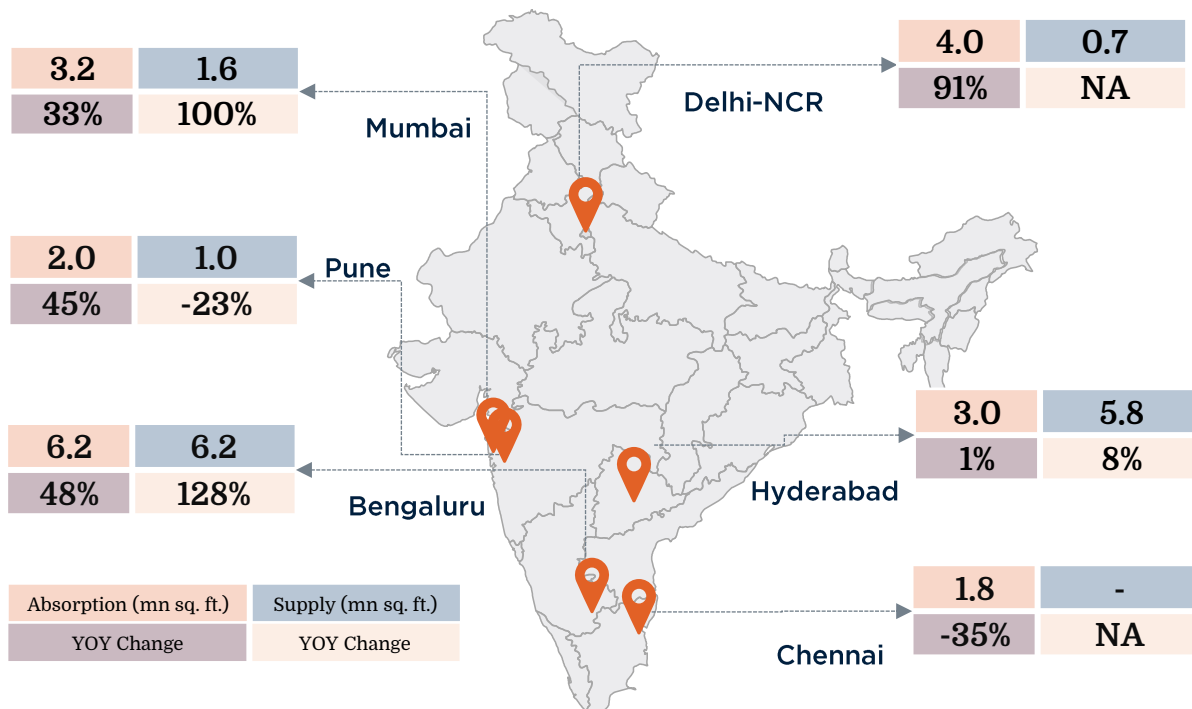 3.2 1.6
33% 100%
Mumbai
Delhi-NCR
4.0 0.7
91% NA
2.0 1.0
45% -23%
Pune
6.2 6.2
48% 128%
Bengaluru
3.0 5.8
1% 8%
Hyderabad
1.8 -
-35% NA
Chennai
Absorption (mn sq. ft.) Supply (mn sq. ft.)
YOY Change YOY Change